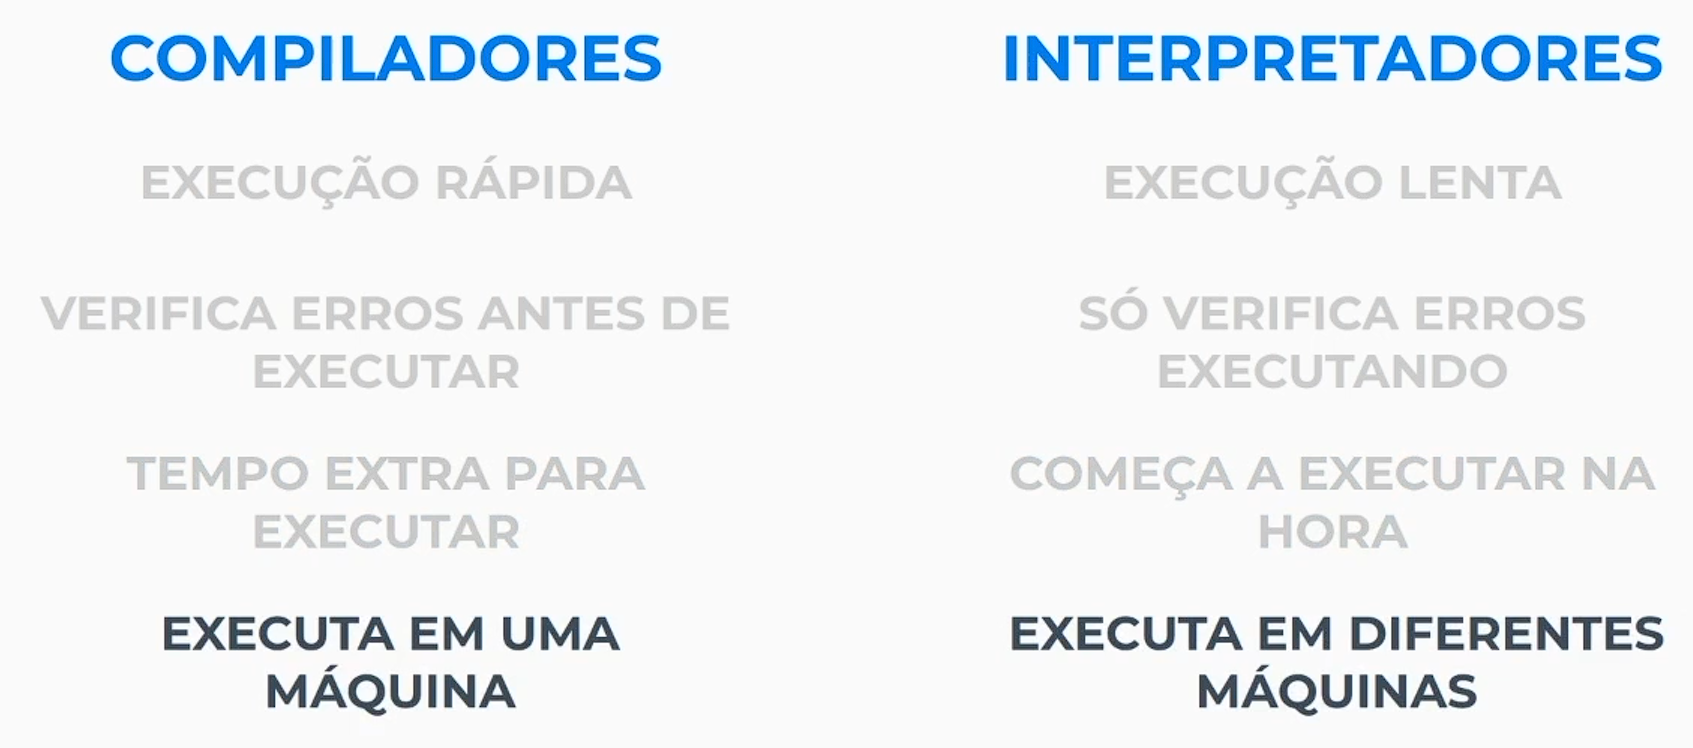 COMPILADORES
INTERPRETADORES
EXECUÇÃO RÁPIDA
EXECUÇÃO LENTA
VERIFICA ERROS ANTES DE
EXECUTAR
SÓ VERIFICA ERROS
EXECUTANDO
TEMPO EXTRA PARA
EXECUTAR
COMEÇA A EXECUTAR NA
HORA
EXECUTA EM UMA
MÁQUINA
EXECUTA EM DIFERENTES
MÁQUINAS